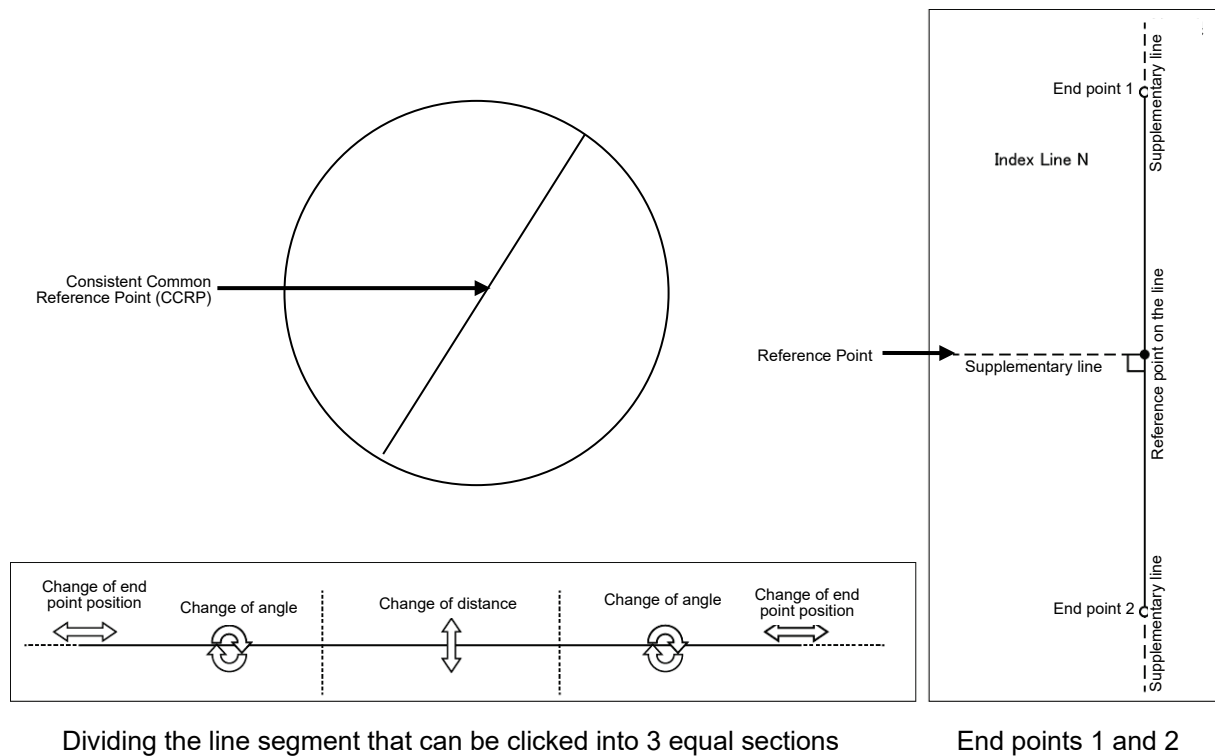 Consistent Common
Reference Point (CCRP)
End point 1
Supplementary line
Index Line N
Reference point on the line
Reference Point
Supplementary line
End point 2
Supplementary line
Change of end
point position
Change of angle
Change of distance
Change of angle
Change of end
point position
Dividing the line segment that can be clicked into 3 equal sections
End points 1 and 2